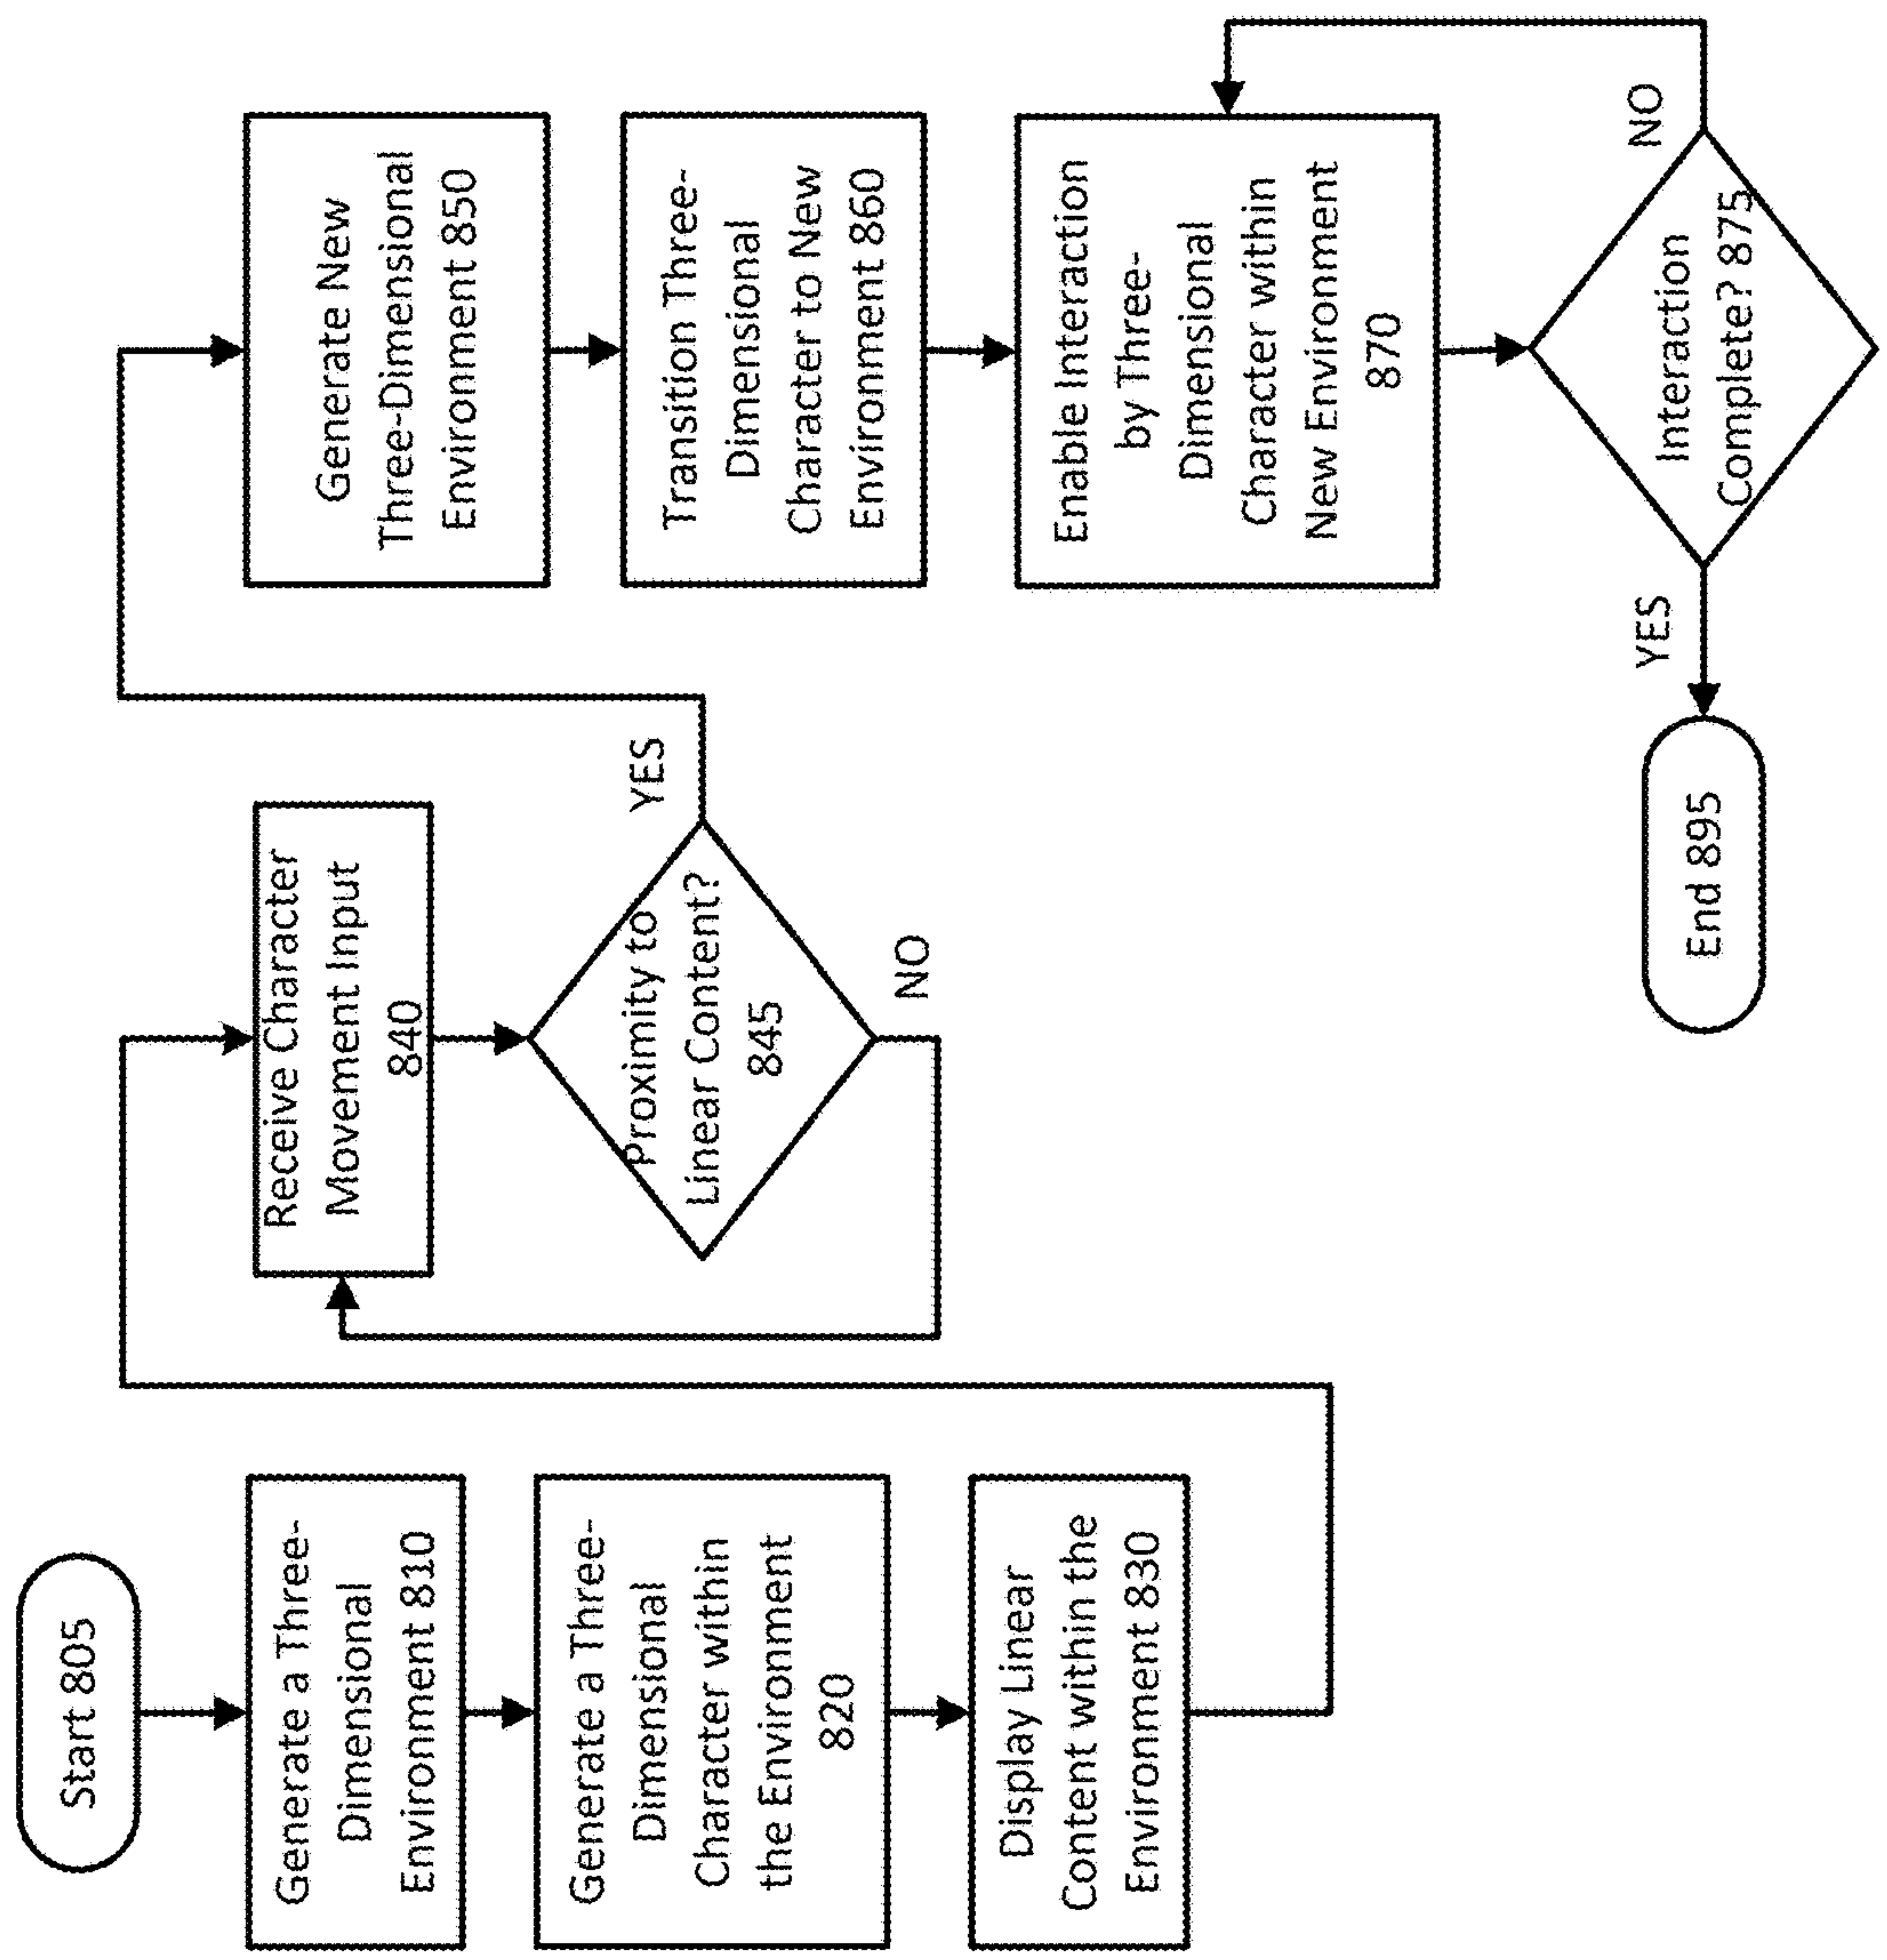 Start 805
Generate a Three-
Dimensional
Environment 810
Generate a Three-
Dimensional
Character within
the Environment
820
Display Linear
Content within the
Environment 830
Receive Character
Movement Input
840
Proximity to
Linear Content?
845
YES
NO
Generate New
Three-Dimensional
Environment 850
Transition Three-
Dimensional
Character to New
Environment 860
Enable Interaction
by Three-
Dimensional
Character within
New Environment
870
Interaction
Complete? 875
YES
NO
End 895